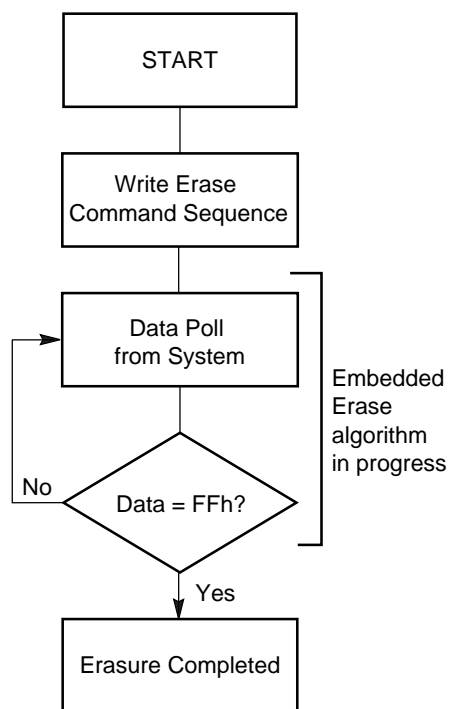 START
Write Erase
Command Sequence
Data Poll
from System
Embedded
Erase
algorithm
in progress
No
Data = FFh?
Yes
Erasure Completed